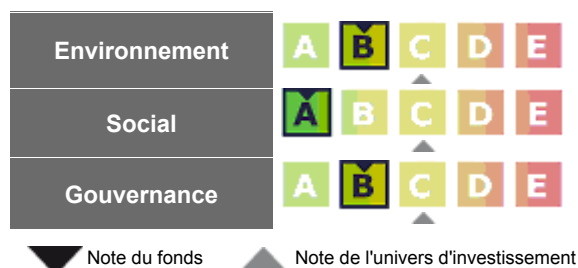 Environnement A B C D E
Social A B C D E
Gouvernance A B C D E
Note du fonds Note de l'univers d'investissement